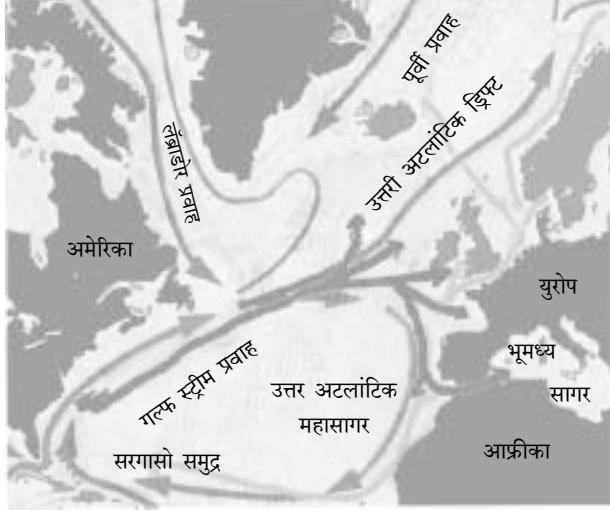 पूर्वी प्रवाह
लॅब्राडोर प्रवाह
उत्तरी अटलांटिक ड्रिफ्ट
अमेरिका
युरोप
भूमध्य
सागर
गल्फ स्ट्रीम प्रवाह
उत्तर अटलांटिक
महासागर
सरगासो समुद्र
आफ्रीका